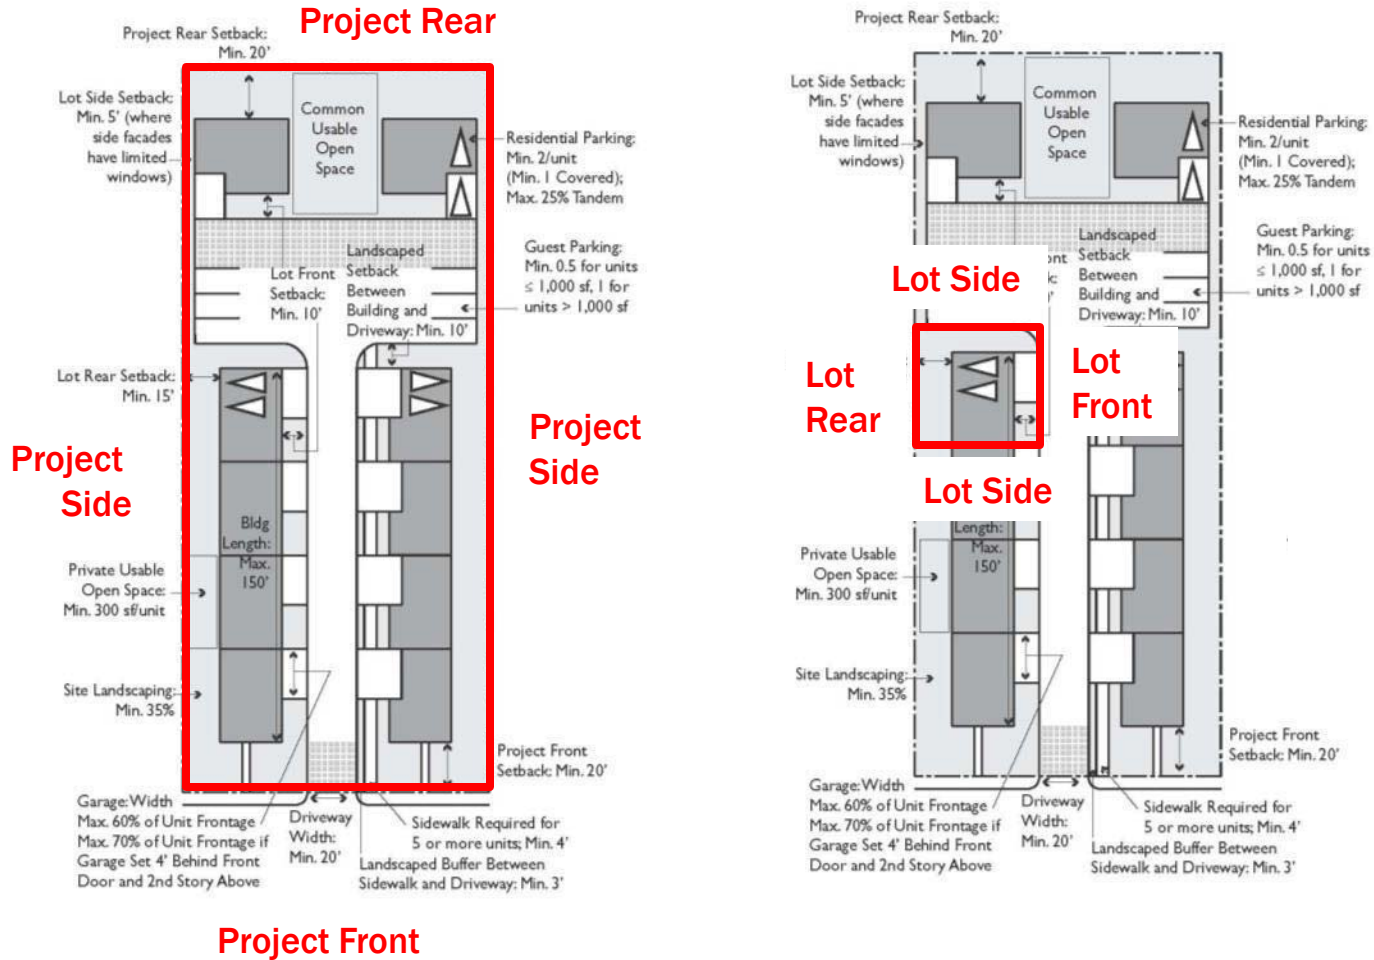 Project Rear
Project Rear Setback:
Min. 20'
Lot Side Setback:
Min. 5' (where
side facades
have limited
windows)
Common
Usable
Open
Space
Residential Parking:
Min. 2/unit
(Min. 1 Covered);
Max. 25% Tandem
Guest Parking:
Min. 0.5 for units
≤ 1,000 sf, 1 for
units > 1,000 sf
Lot Front
Setback:
Min. 10'
Landscaped
Setback
Between
Building and
Driveway: Min. 10'
Lot Rear Setback:
Min. 15'
Project
Side
Project
Side
Bldg
Length:
Max.
150'
Private Usable
Open Space:
Min. 300 sf/unit
Site Landscaping:
Min. 35%
Project Front
Setback: Min. 20'
Garage: Width
Max. 60% of Unit Frontage
Max. 70% of Unit Frontage if
Garage Set 4' Behind Front
Door and 2nd Story Above
Driveway
Width:
Min. 20'
Sidewalk Required for
5 or more units; Min. 4'
Landscaped Buffer Between
Sidewalk and Driveway: Min. 3'
Project Front
Project Rear Setback:
Min. 20'
Lot Side Setback:
Min. 5' (where
side facades
have limited
windows)
Common
Usable
Open
Space
Residential Parking:
Min. 2/unit
(Min. 1 Covered);
Max. 25% Tandem
Guest Parking:
Min. 0.5 for units
≤ 1,000 sf, 1 for
units > 1,000 sf
Landscaped
Setback
Between
Building and
Driveway: Min. 10'
Lot Side
Lot
Rear
Lot
Front
Lot Side
Length:
Max.
150'
Private Usable
Open Space:
Min. 300 sf/unit
Site Landscaping:
Min. 35%
Project Front
Setback: Min. 20'
Garage: Width
Max. 60% of Unit Frontage
Max. 70% of Unit Frontage if
Garage Set 4' Behind Front
Door and 2nd Story Above
Driveway
Width:
Min. 20'
Sidewalk Required for
5 or more units; Min. 4'
Landscaped Buffer Between
Sidewalk and Driveway: Min. 3'